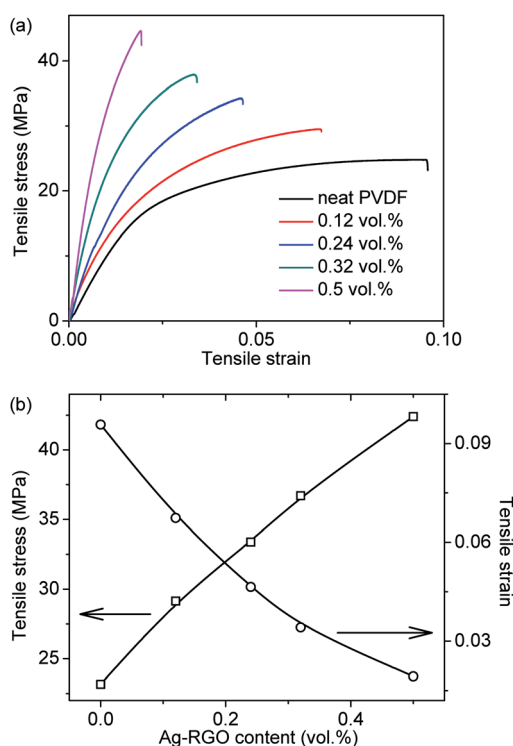 (a)
Tensile stress (MPa)
40
20
0
neat PVDF
0.12 vol.%
0.24 vol.%
0.32 vol.%
0.5 vol.%
0.00
0.05
0.10
Tensile strain
(b)
Tensile stress (MPa)
40
35
30
25
0.09
0.06
0.03
Tensile strain
0.0
0.2
0.4
Ag-RGO content (vol.%)